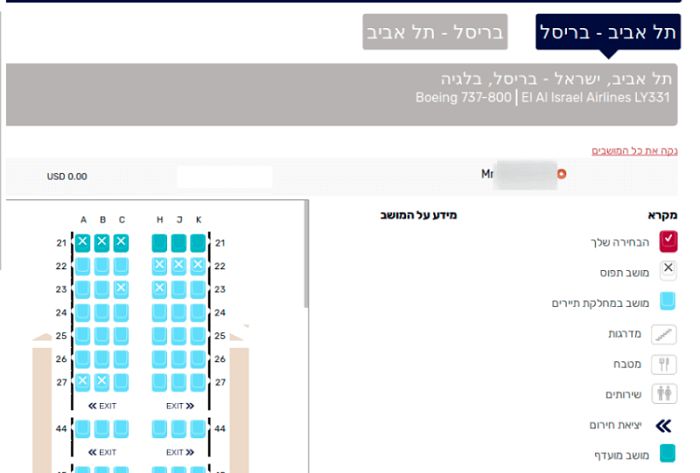 תל אביב - בריסל
בריסל - תל אביב
תל אביב, ישראל - בריסל, בלגיה
Boeing 737-800 | El Al Israel Airlines LY331
נקה את כל המושבים
Mr
USD 0.00
מקרא
מידע על המושב
הבחירה שלך
מושב תפוס
מושב במחלקת תיירים
מדרגות
מטבח
שירותים
יציאת חירום
מושב מועדף
A B C H J K
21 21
22 22
23 23
24 24
25 25
26 26
27 27
« EXIT EXIT »
44 44
« EXIT EXIT »